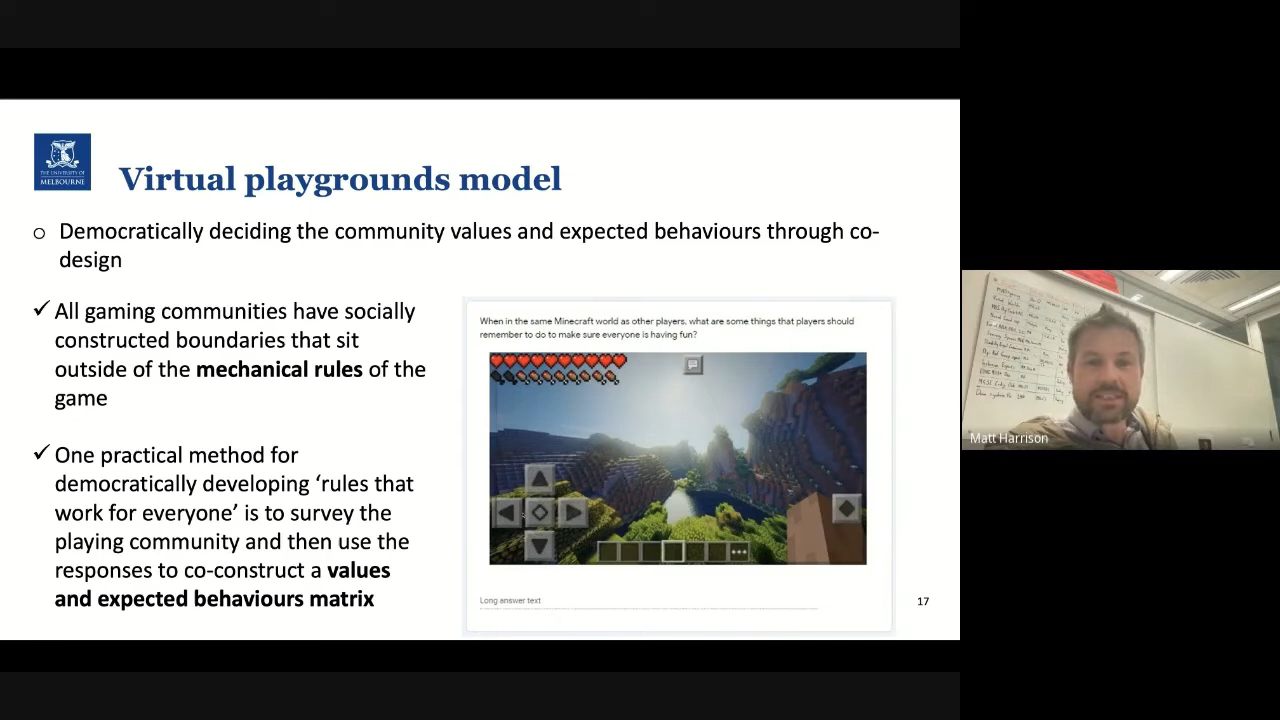 THE UNIVERSITY OF
MELBOURNE
Virtual playgrounds model
o Democratically deciding the community values and expected behaviours through co-
design
✓ All gaming communities have socially
constructed boundaries that sit
outside of the mechanical rules of the
game
✓ One practical method for
democratically developing ‘rules that
work for everyone’ is to survey the
playing community and then use the
responses to co-construct a values
and expected behaviours matrix
When in the same Minecraft world as other players, what are some things that players should
remember to do to make sure everyone is having fun?
Long answer text
17
Matt Harrison